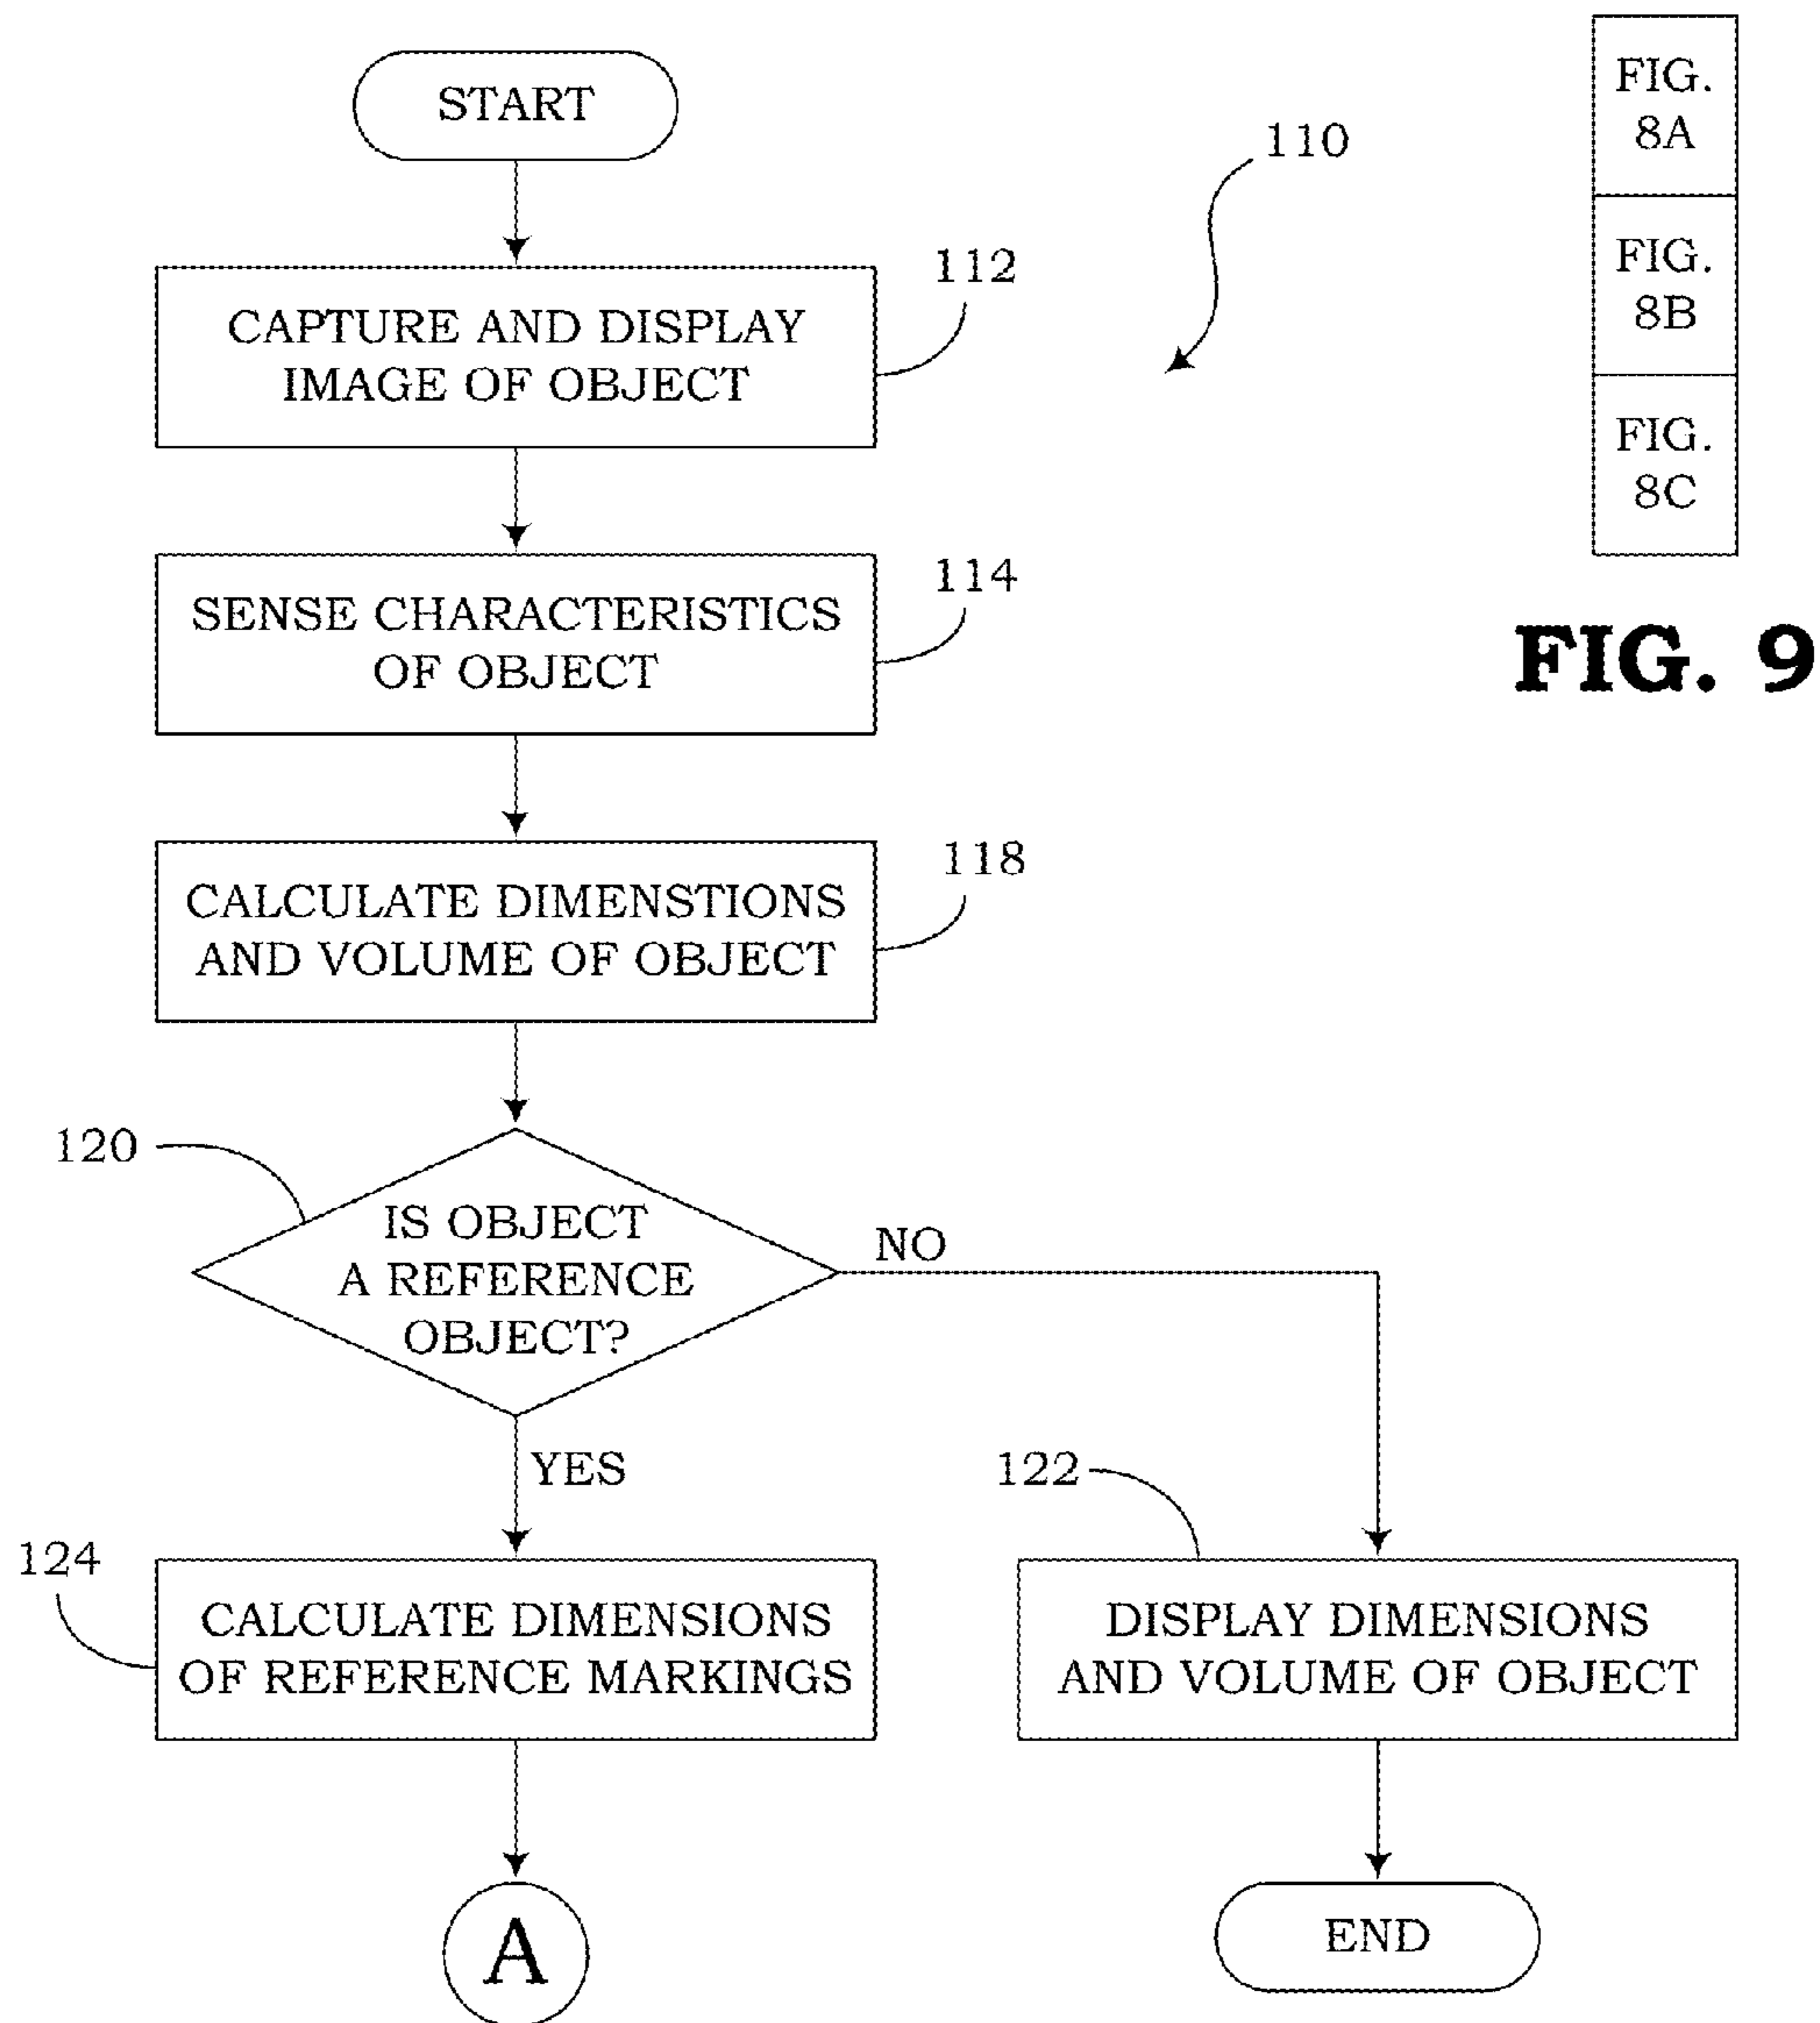 START
110
112
CAPTURE AND DISPLAY
IMAGE OF OBJECT
114
SENSE CHARACTERISTICS
OF OBJECT
118
CALCULATE DIMENSTIONS
AND VOLUME OF OBJECT
120
IS OBJECT
A REFERENCE
OBJECT?
NO
YES
124
CALCULATE DIMENSIONS
OF REFERENCE MARKINGS
122
DISPLAY DIMENSIONS
AND VOLUME OF OBJECT
A
END
FIG.
8A
FIG.
8B
FIG.
8C
FIG. 9